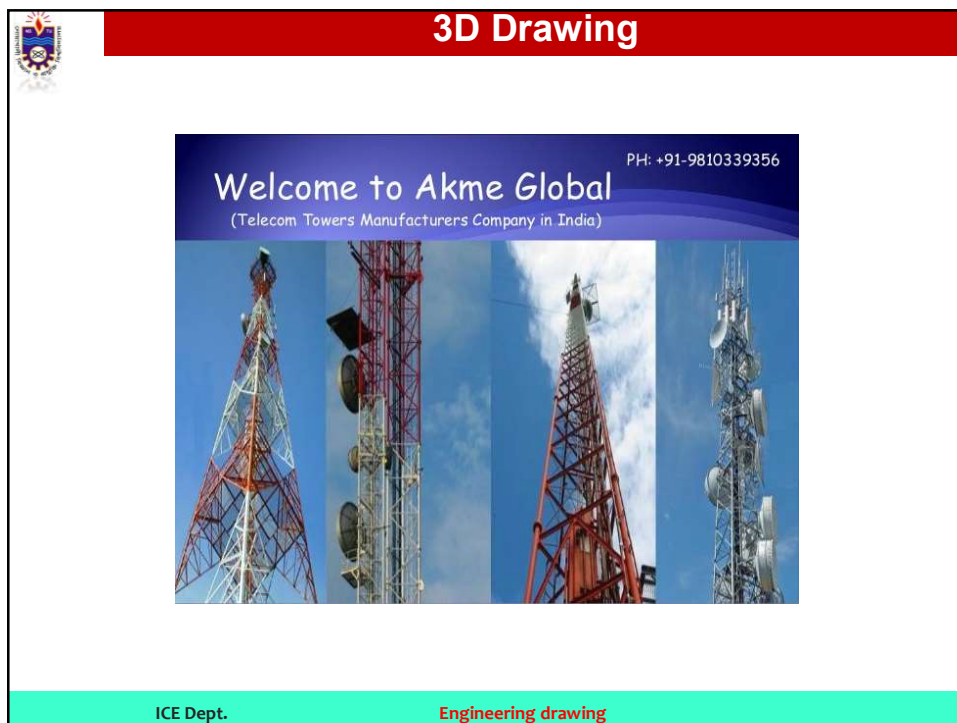 3D Drawing
PH: +91-9810339356
Welcome to Akme Global
(Telecom Towers Manufacturers Company in India)
ICE Dept.
Engineering drawing